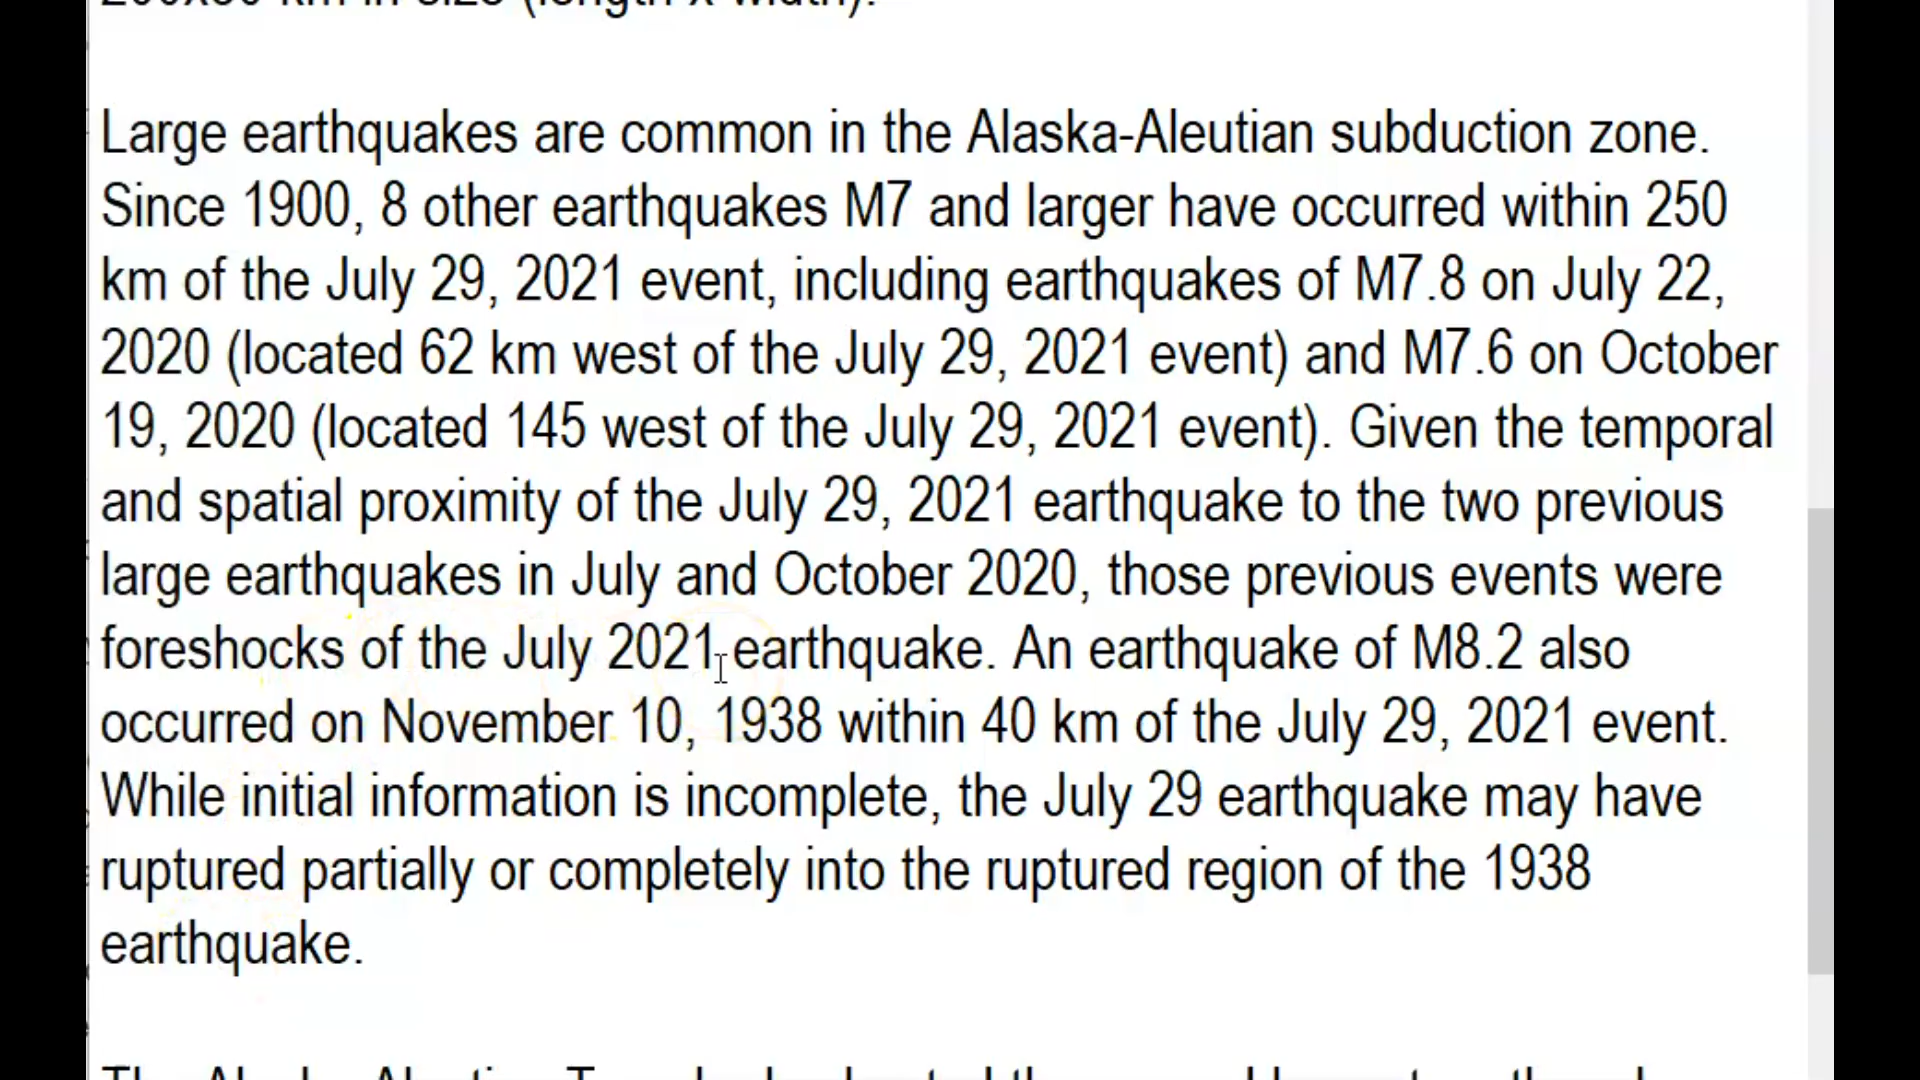 Large earthquakes are common in the Alaska-Aleutian subduction zone.
Since 1900, 8 other earthquakes M7 and larger have occurred within 250
km of the July 29, 2021 event, including earthquakes of M7.8 on July 22,
2020 (located 62 km west of the July 29, 2021 event) and M7.6 on October
19, 2020 (located 145 west of the July 29, 2021 event). Given the temporal
and spatial proximity of the July 29, 2021 earthquake to the two previous
large earthquakes in July and October 2020, those previous events were
foreshocks of the July 2021 earthquake. An earthquake of M8.2 also
occurred on November 10, 1938 within 40 km of the July 29, 2021 event.
While initial information is incomplete, the July 29 earthquake may have
ruptured partially or completely into the ruptured region of the 1938
earthquake.